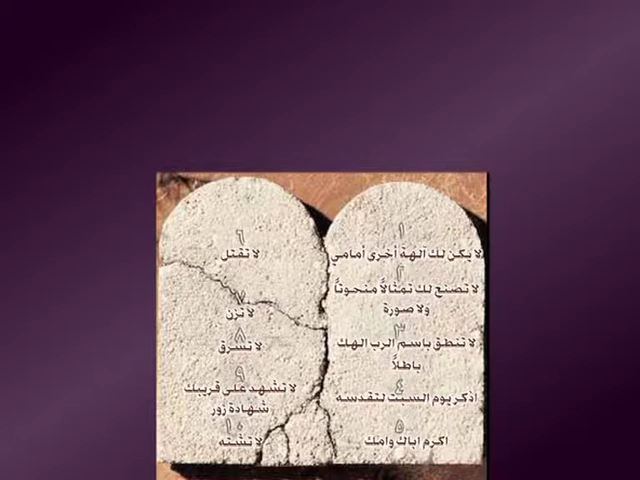 ١
لا يكن لك آلهة أخرى أمامي
٢
لا تصنع لك تمثالاً منحوتاً
ولا صورة
٣
لا تنطق باسم الرب الهك
باطلاً
٤
اذكر يوم السبت لتقدسه
٥
اكرم اباك وامك
٦
لا تقتل
٧
لا تزن
٨
لا تسرق
٩
لا تشهد على قريبك
شهادة زور
١٠
لا تشته